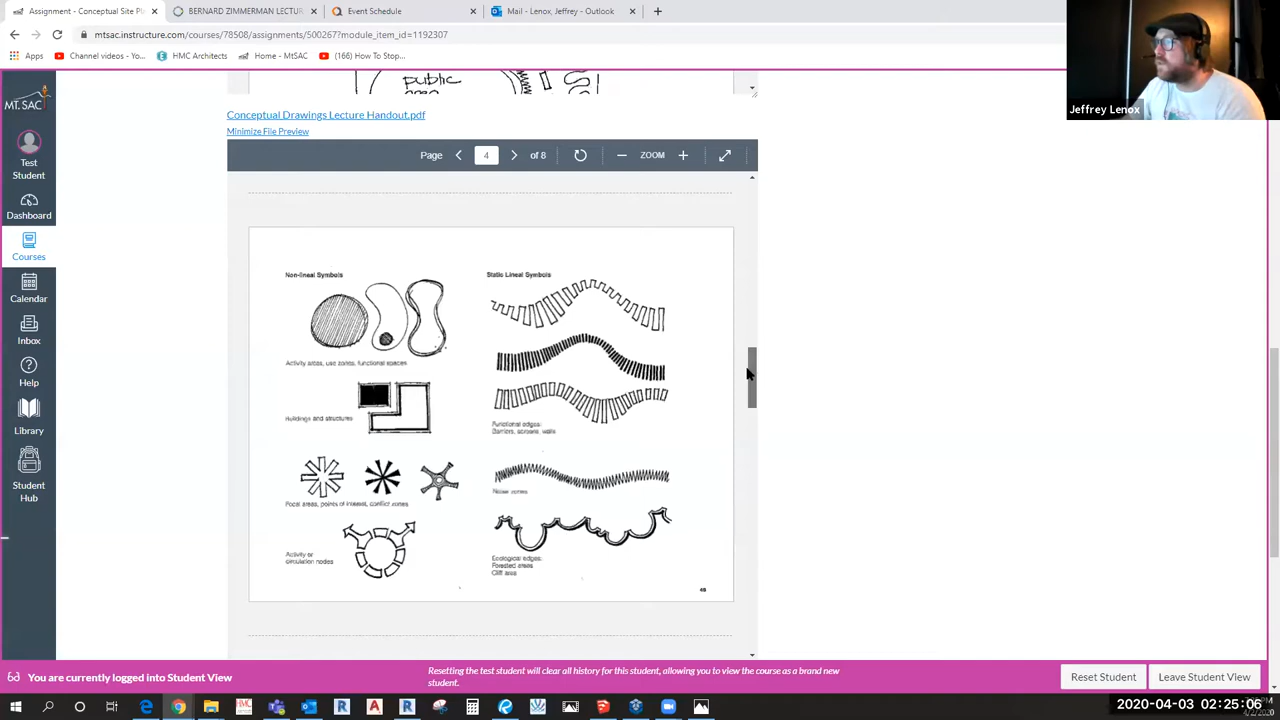 Assignment - Conceptual Site Pl
BERNARD ZIMMERMAN LECTUR
Event Schedule
Mail - Lenox, Jeffrey - Outlook
mtsac.instructure.com/courses/78508/assignments/500267?module_item_id=1192307
Apps
Channel videos - Yo...
HMC Architects
Home - MtSAC
(166) How To Stop...
Jeffrey Lenox
MT. SAC
Test
Student
Dashboard
Courses
Calendar
Inbox
Help
Library
Student
Hub
public
area
Conceptual Drawings Lecture Handout.pdf
Minimize File Preview
Page 4 of 8 ZOOM
Non-lineal Symbols
Static Lineal Symbols
Activity areas, use zones, functional spaces
Buildings and structures
Functional edges:
Barriers, screens, walls
Focal areas, points of interest, conflict zones
Noise zones
Activity or
circulation nodes
Ecological edges:
Forested areas
Cliff area
49
You are currently logged into Student View
Resetting the test student will clear all history for this student, allowing you to view the course as a brand new
student.
Reset Student
Leave Student View
2020-04-03 02:25:06